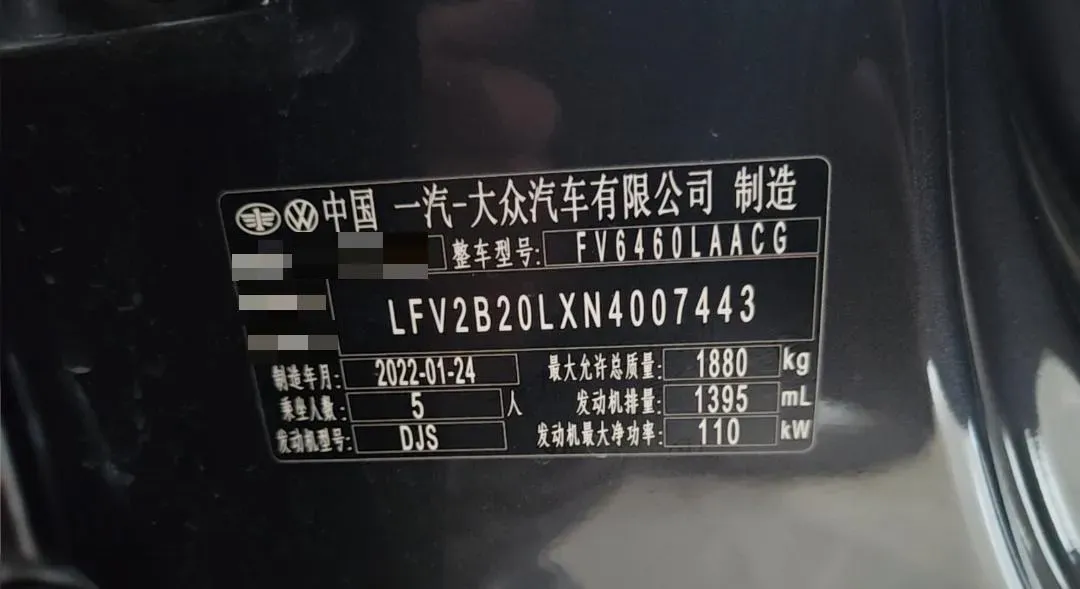 中国 一汽-大众汽车有限公司 制造
整车型号: FV6460LAACG
LFV2B20LXN4007443
制造年月: 2022-01-24 最大允许总质量: 1880 kg
乘坐人数: 5 人 发动机排量: 1395 mL
发动机型号: DJS 发动机最大净功率: 110 kW